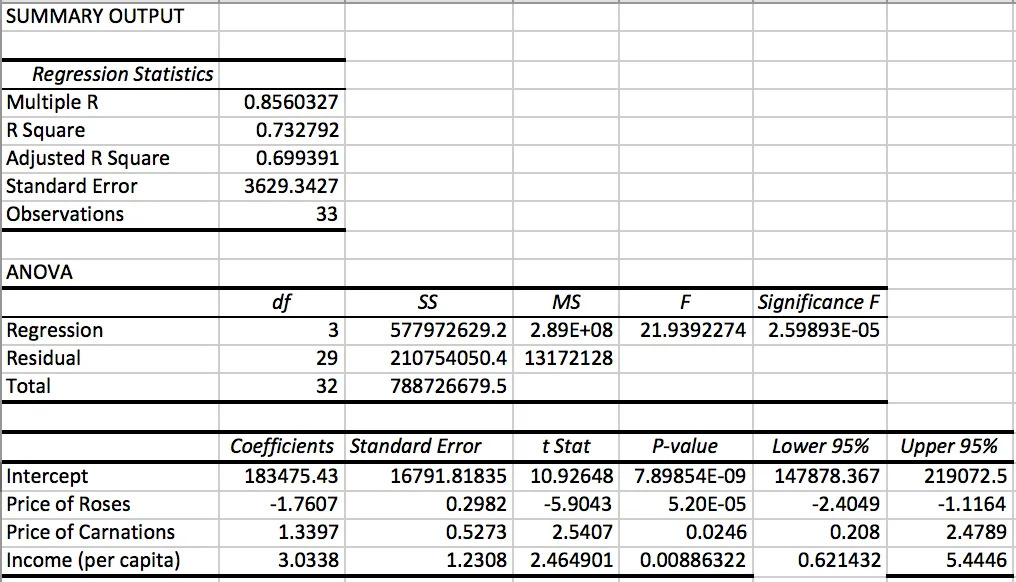 SUMMARY OUTPUT
Regression Statistics
Multiple R 0.8560327
R Square 0.732792
Adjusted R Square 0.699391
Standard Error 3629.3427
Observations 33
ANOVA
df SS MS F Significance F
Regression 3 577972629.2 2.89E+08 21.9392274 2.59893E-05
Residual 29 210754050.4 13172128
Total 32 788726679.5
Coefficients Standard Error t Stat P-value Lower 95% Upper 95%
Intercept 183475.43 16791.81835 10.92648 7.89854E-09 147878.367 219072.5
Price of Roses -1.7607 0.2982 -5.9043 5.20E-05 -2.4049 -1.1164
Price of Carnations 1.3397 0.5273 2.5407 0.0246 0.208 2.4789
Income (per capita) 3.0338 1.2308 2.464901 0.00886322 0.621432 5.4446